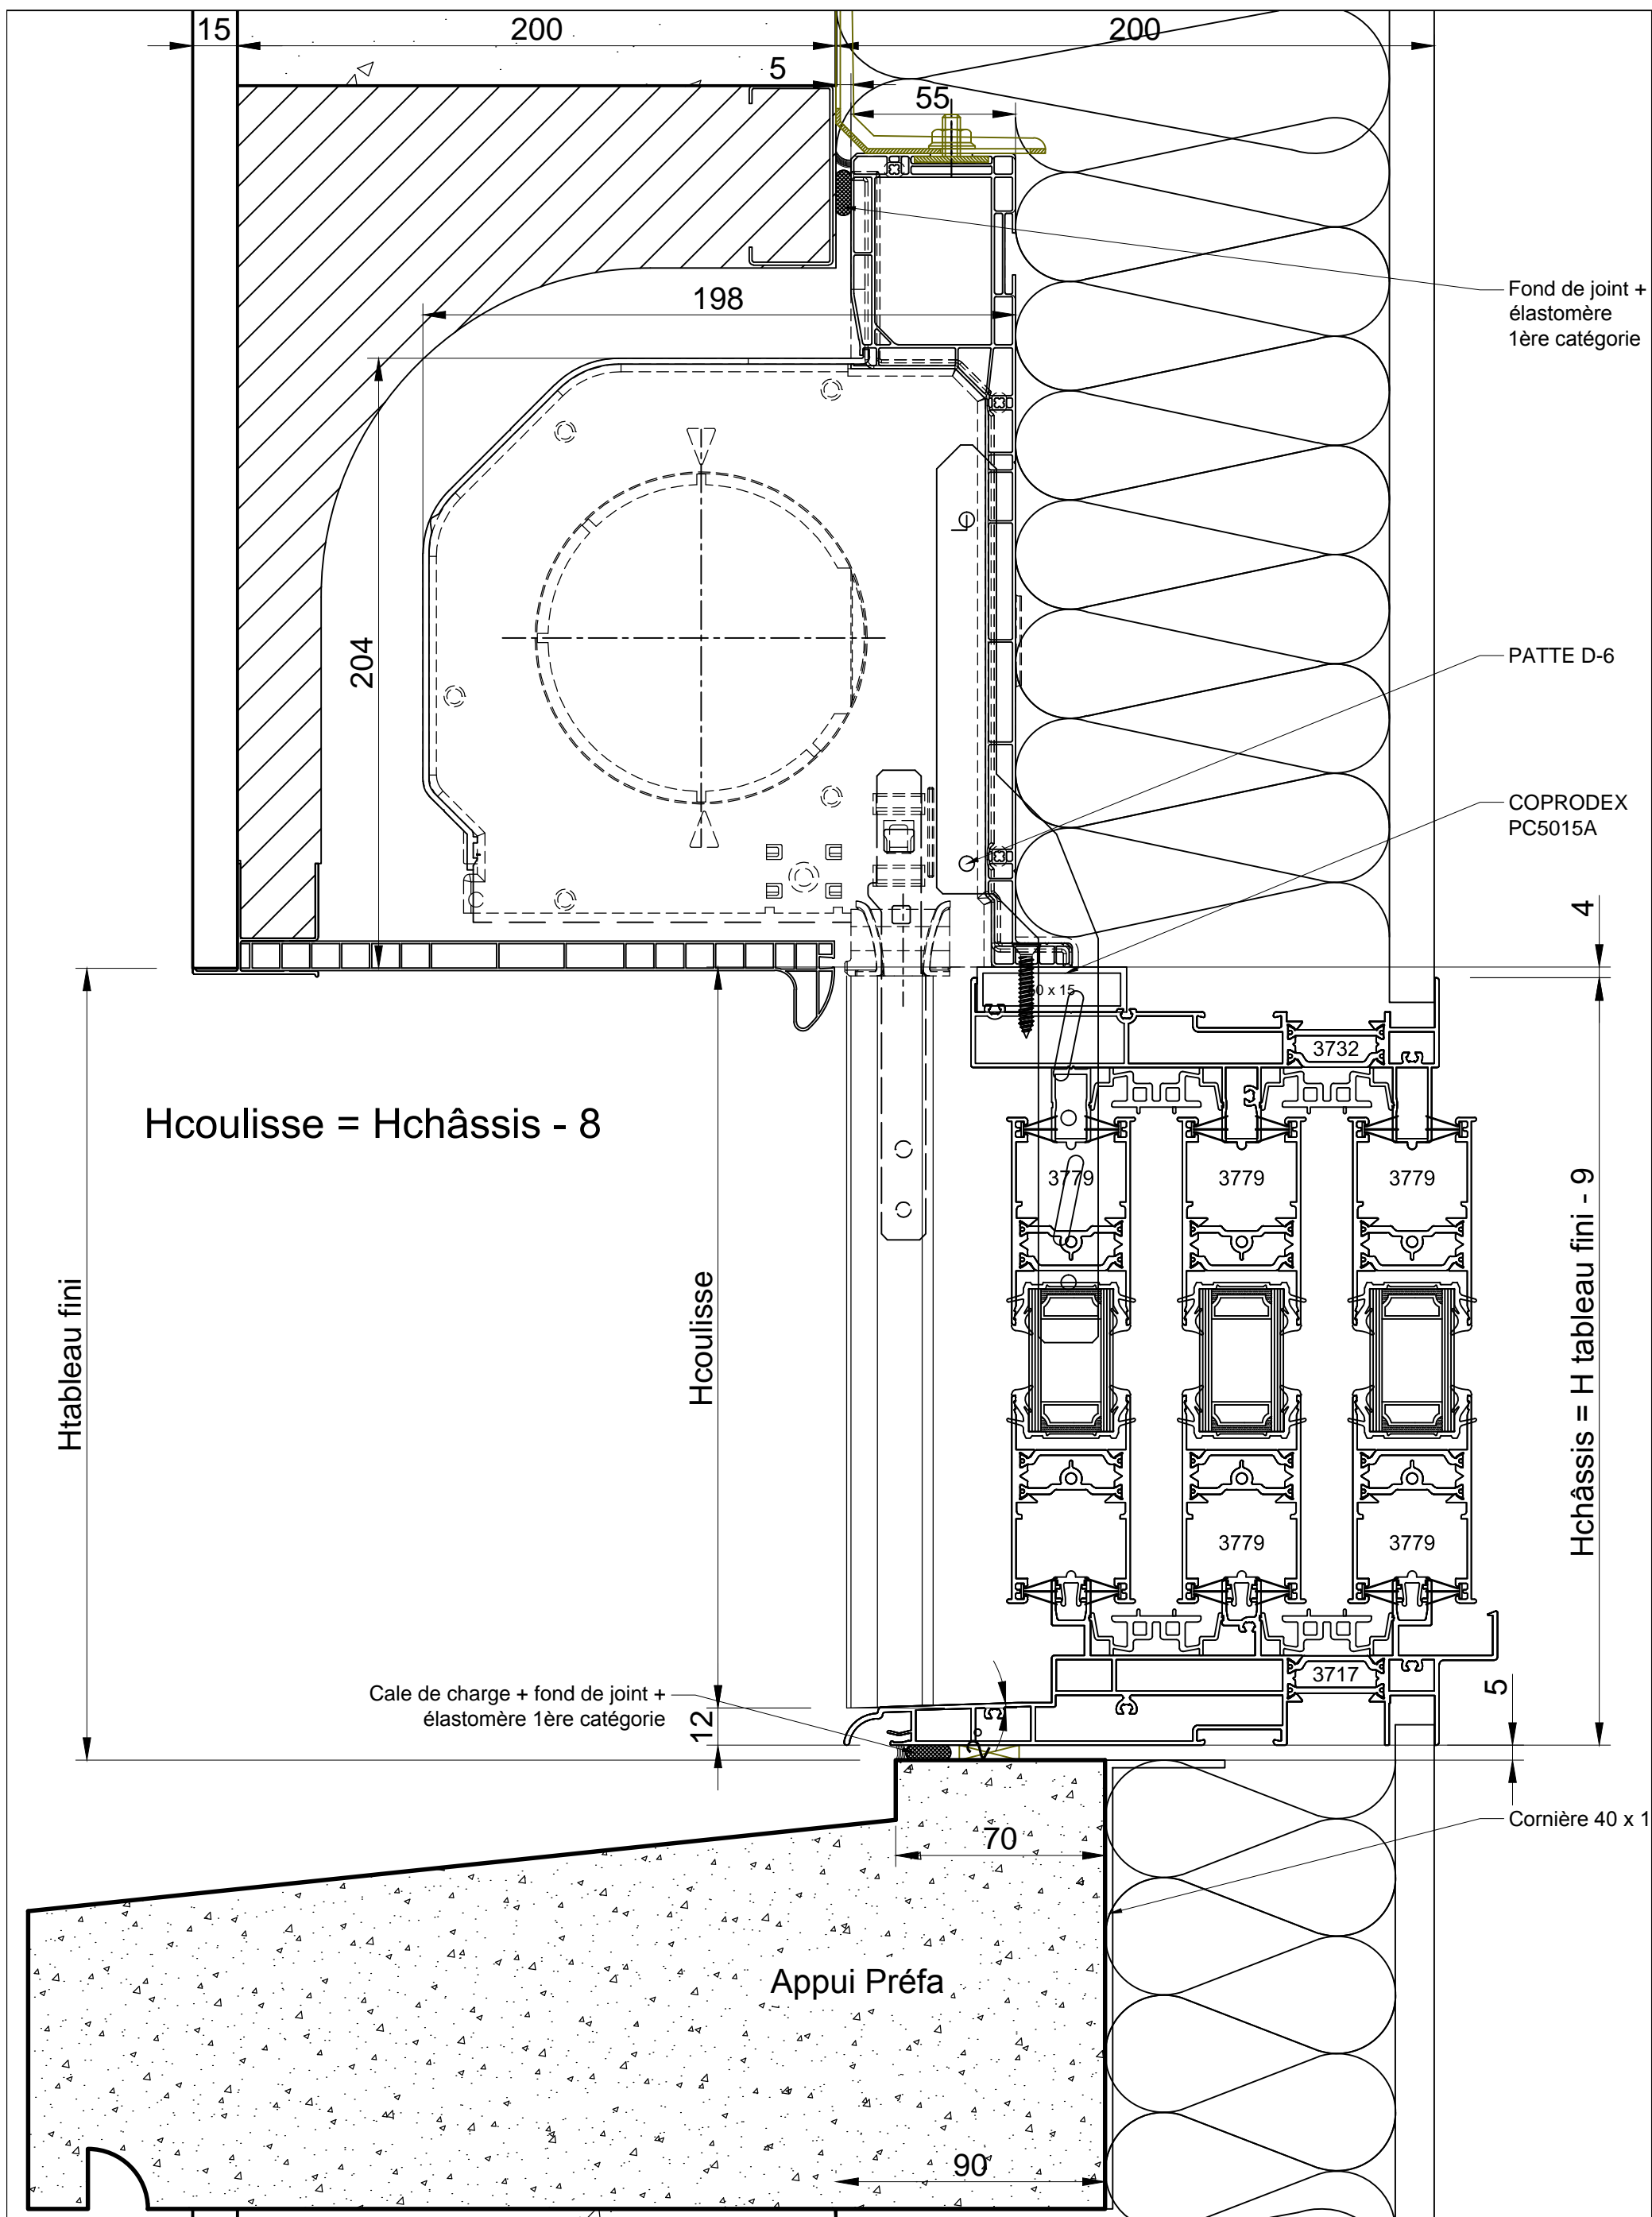 15
200
200
5
55
198
Fond de joint +
élastomère
1ère catégorie
204
PATTE D-6
COPRODEX
PC5015A
4
3732
Hcoulisse = Hchâssis - 8
3779
3779
3779
Htableau fini
Hcoulisse
Hchâssis = H tableau fini - 9
3779
3779
3717
Cale de charge + fond de joint +
élastomère 1ère catégorie
12
5
70
Cornière 40 x 1
Appui Préfa
90